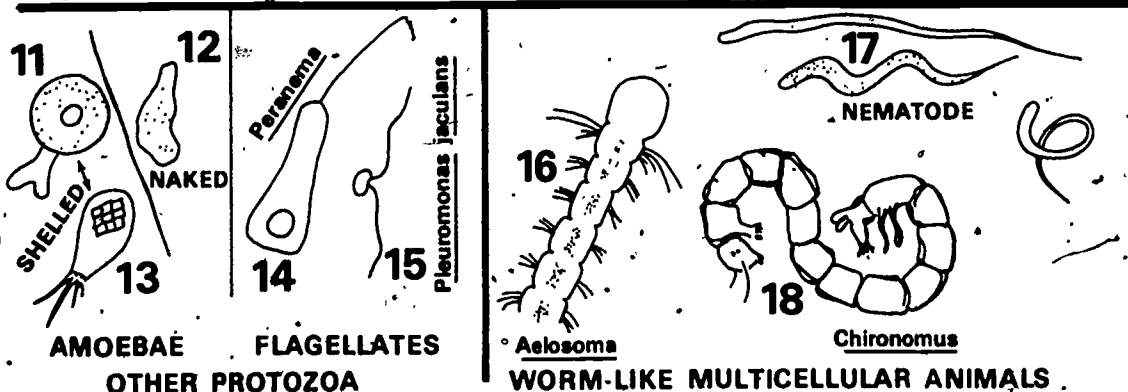 11
12
SHELLED
NAKED
13
Peranema
14
Pleuromonas jaculans
15
AMOEBAE
FLAGELLATES
OTHER PROTOZOA
16
Aelosoma
17
NEMATODE
18
Chironomus
WORM-LIKE MULTICELLULAR ANIMALS